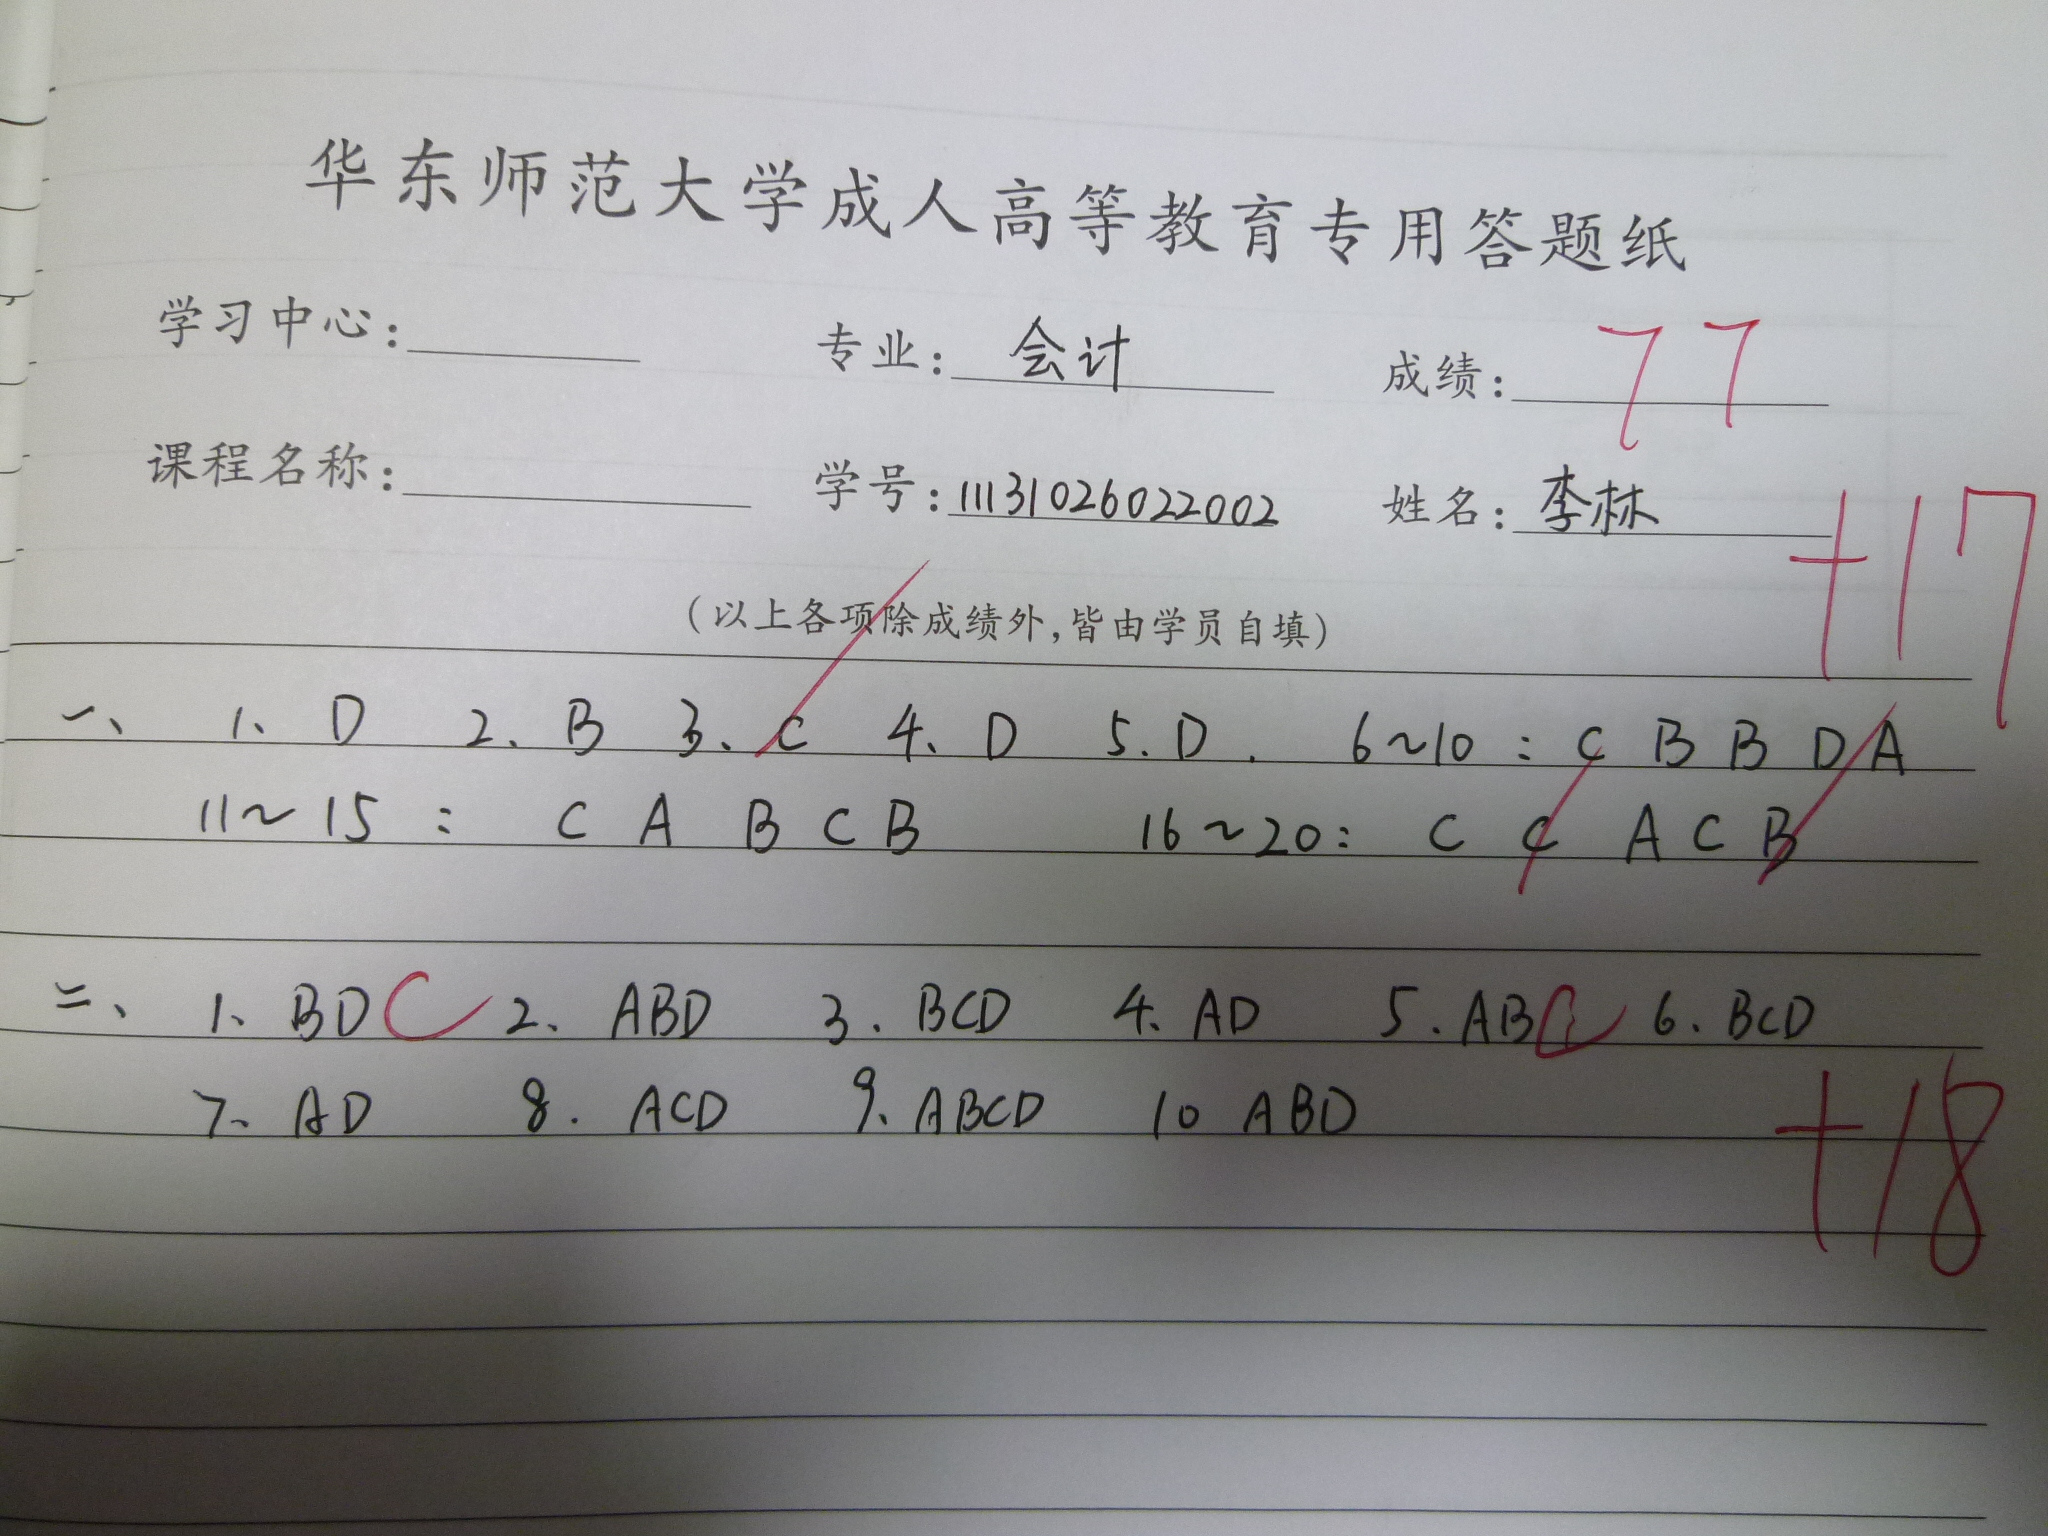 华东师范大学成人高等教育专用答题纸
学习中心: 专业: 会计 成绩: 77
课程名称: 学号: 11131026022002 姓名: 李林
(以上各项除成绩外,皆由学员自填)
+17
一、 1、 D 2、 B 3、 C 4、 D 5. D. 6~10: C B B D A
11~15: C A B C B 16~20: C C A C B
二、 1、 BD C 2、 ABD 3. BCD 4、 AD 5. ABC 6. BCD
7、 AD 8. ACD 9、 ABCD 10 ABD
+18